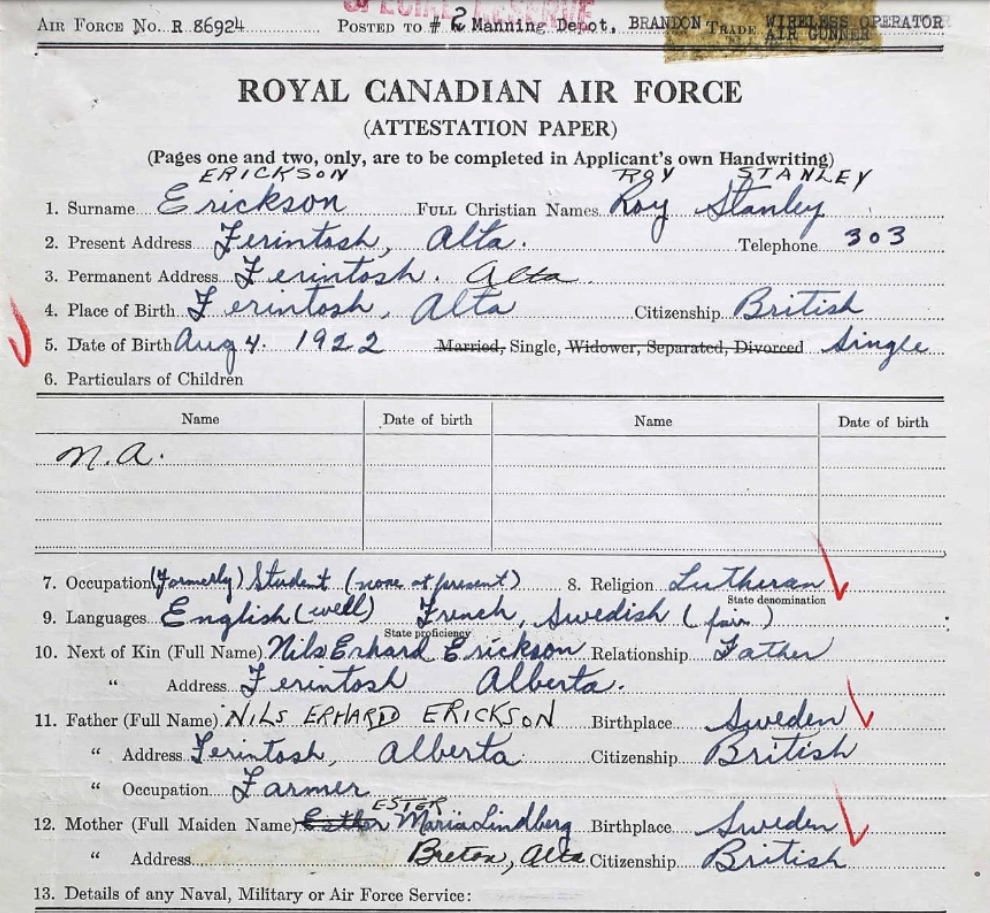 SPECIAL RESERVE
AIR FORCE NO. R 86924 POSTED TO #2 Manning Depot, BRANDON TRADE WIRELESS OPERATOR
AIR GUNNER
ROYAL CANADIAN AIR FORCE
(ATTESTATION PAPER)
(Pages one and two, only, are to be completed in Applicant's own Handwriting)
ERICKSON ROY STANLEY
1. Surname Erickson FULL Christian Names Roy Stanley
2. Present Address Ferintosh, Alta. Telephone 303
3. Permanent Address Ferintosh. Alta.
4. Place of Birth Ferintosh, Alta Citizenship British
5. Date of Birth Aug 4. 1922 Married, Single, Widower, Separated, Divorced Single
6. Particulars of Children
Name Date of birth Name Date of birth
N.A.
7. Occupation (formerly) Student (none at present) 8. Religion Lutheran
State denomination
9. Languages English (well) French, Swedish (fair)
State proficiency
10. Next of Kin (Full Name) Nils Erhard Erickson Relationship Father
" Address Ferintosh Alberta.
11. Father (Full Name) NILS ERHARD ERICKSON Birthplace Sweden
" Address Ferintosh, Alberta. Citizenship British
" Occupation Farmer
ESTER
12. Mother (Full Maiden Name) Esther Maria Lindberg Birthplace Sweden
" Address Breton, Alta Citizenship British
13. Details of any Naval, Military or Air Force Service: